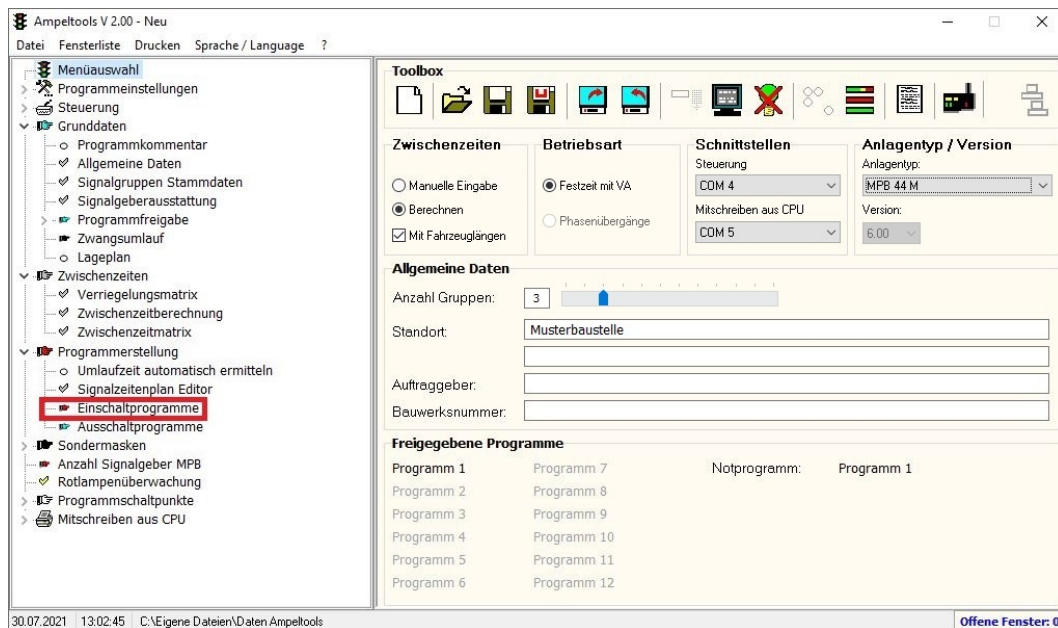 Ampeltools V 2.00 - Neu
Datei Fensterliste Drucken Sprache / Language ?
Menüauswahl
Programmeinstellungen
Steuerung
Grunddaten
Programmkommentar
Allgemeine Daten
Signalgruppen Stammdaten
Signalgeberausstattung
Programmfreigabe
Zwangsumlauf
Lageplan
Zwischenzeiten
Verriegelungsmatrix
Zwischenzeitberechnung
Zwischenzeitmatrix
Programmerstellung
Umlaufzeit automatisch ermitteln
Signalzeitenplan Editor
Einschaltprogramme
Ausschaltprogramme
Sondermasken
Anzahl Signalgeber MPB
Rotlampenüberwachung
Programmschaltpunkte
Mitschreiben aus CPU
Toolbox
Zwischenzeiten
Manuelle Eingabe
Berechnen
Mit Fahrzeuglängen
Betriebsart
Festzeit mit VA
Phasenübergänge
Schnittstellen
Steuerung
COM 4
Mitschreiben aus CPU
COM 5
Anlagentyp / Version
Anlagentyp:
MPB 44 M
Version:
6.00
Allgemeine Daten
Anzahl Gruppen: 3
Standort: Musterbaustelle
Auftraggeber:
Bauwerksnummer:
Freigegebene Programme
Programm 1 Programm 7 Notprogramm: Programm 1
Programm 2 Programm 8
Programm 3 Programm 9
Programm 4 Programm 10
Programm 5 Programm 11
Programm 6 Programm 12
30.07.2021 13:02:45 C:\Eigene Dateien\Daten Ampeltools Offene Fenster: 0